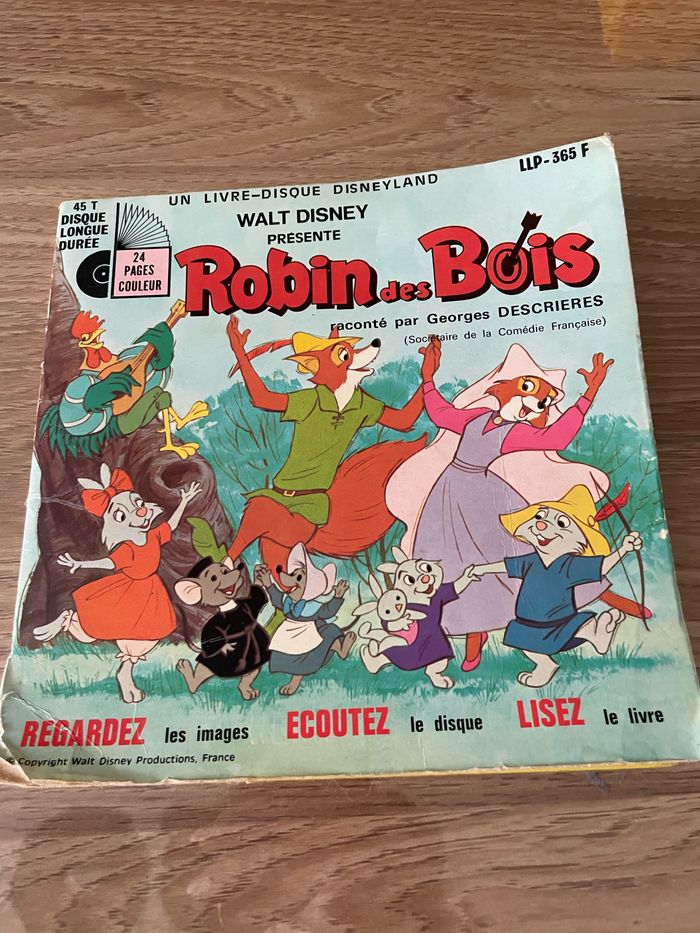 LLP-365 F
UN LIVRE-DISQUE DISNEYLAND
45 T
DISQUE
LONGUE
DURÉE
24
PAGES
COULEUR
WALT DISNEY
PRÉSENTE
Robin des Bois
raconté par Georges DESCRIERES
(Sociétaire de la Comédie Française)
REGARDEZ les images ECOUTEZ le disque LISEZ le livre
© Copyright Walt Disney Productions, France